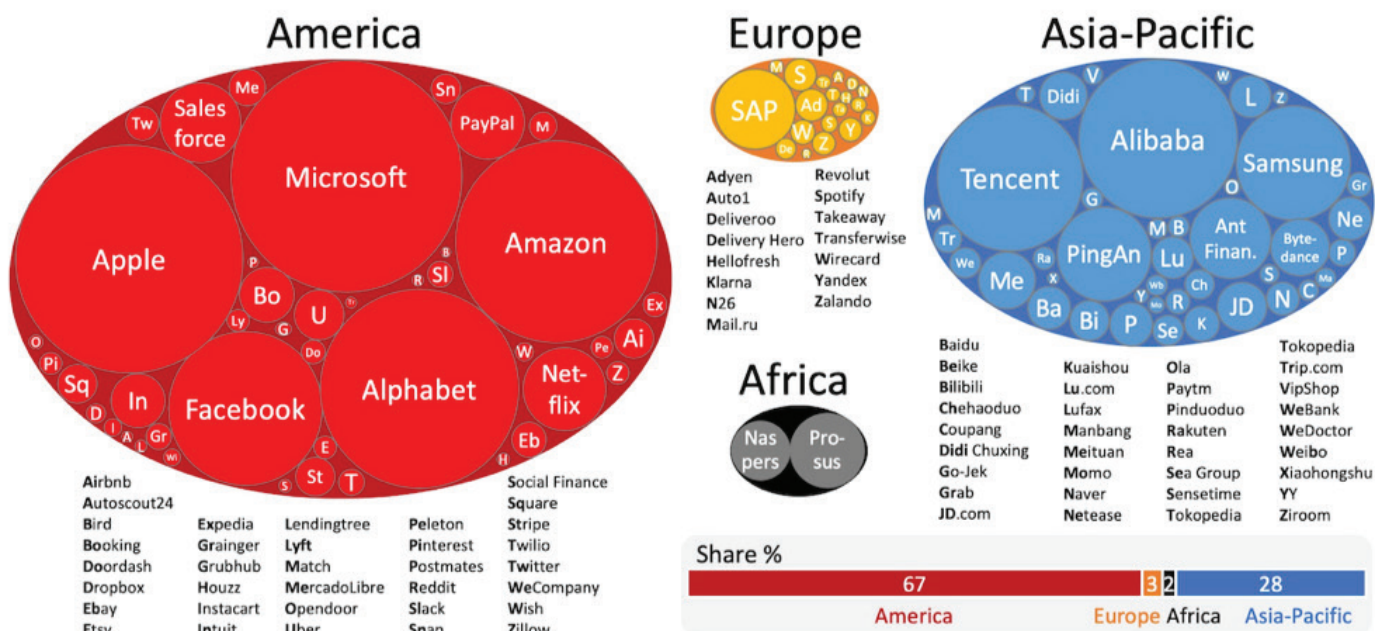 America
Europe
Asia-Pacific
Me
Sales
force
Tw
Microsoft
Sn
PayPal
M
Apple
Amazon
P
Bo
B
R
Sl
U
Ly
G
Do
O
Pi
Sq
In
D
I
A
L
Gr
Wi
Facebook
Alphabet
W
Net-
flix
Pe
Ai
Ex
Z
Eb
H
E
St
T
S
Airbnb
Autoscout24
Bird
Booking
Doordash
Dropbox
Ebay
Etsy
Expedia
Grainger
Grubhub
Houzz
Instacart
Intuit
Lendingtree
Lyft
Match
MercadoLibre
Opendoor
Uber
Peleton
Pinterest
Postmates
Reddit
Slack
Snap
Social Finance
Square
Stripe
Twilio
Twitter
WeCompany
Wish
Zillow
M
S
SAP
Ad
W
De
R
Z
S
Y
T
H
R
K
A
D
N
Adyen
Auto1
Deliveroo
Delivery Hero
Hellofresh
Klarna
N26
Mail.ru
Revolut
Spotify
Takeaway
Transferwise
Wirecard
Yandex
Zalando
Africa
Nas
pers
Pro-
sus
T
Didi
V
Alibaba
W
L
Z
Tencent
Samsung
G
O
Gr
M
Tr
We
Me
Ra
X
PingAn
M
B
Lu
Ant
Finan.
Byte-
dance
Ne
P
Ba
Bi
P
Y
Wb
Mo
R
Ch
Se
K
JD
S
N
C
Ma
Baidu
Beike
Bilibili
Chehaoduo
Coupang
Didi Chuxing
Go-Jek
Grab
JD.com
Kuaishou
Lu.com
Lufax
Manbang
Meituan
Momo
Naver
Netease
Ola
Paytm
Pinduoduo
Rakuten
Rea
Sea Group
Sensetime
Tokopedia
Tokopedia
Trip.com
VipShop
WeBank
WeDoctor
Weibo
Xiaohongshu
YY
Ziroom
Share %
67
3
2
28
America
Europe
Africa
Asia-Pacific